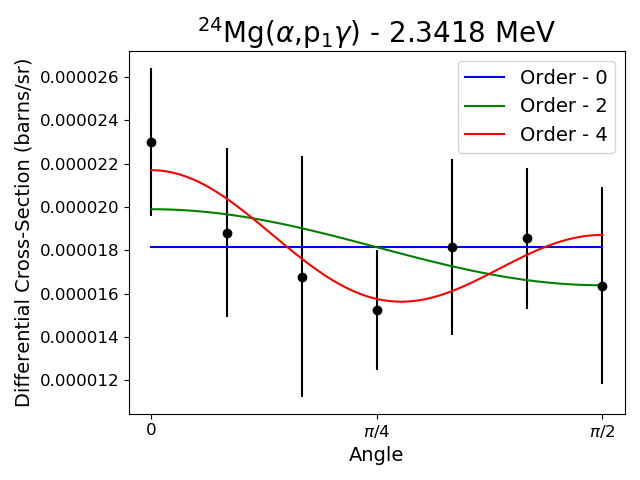 ²⁴Mg(α,p₁γ) - 2.3418 MeV
Differential Cross-Section (barns/sr)
0.000026
0.000024
0.000022
0.000020
0.000018
0.000016
0.000014
0.000012
Order - 0
Order - 2
Order - 4
0
π/4
π/2
Angle